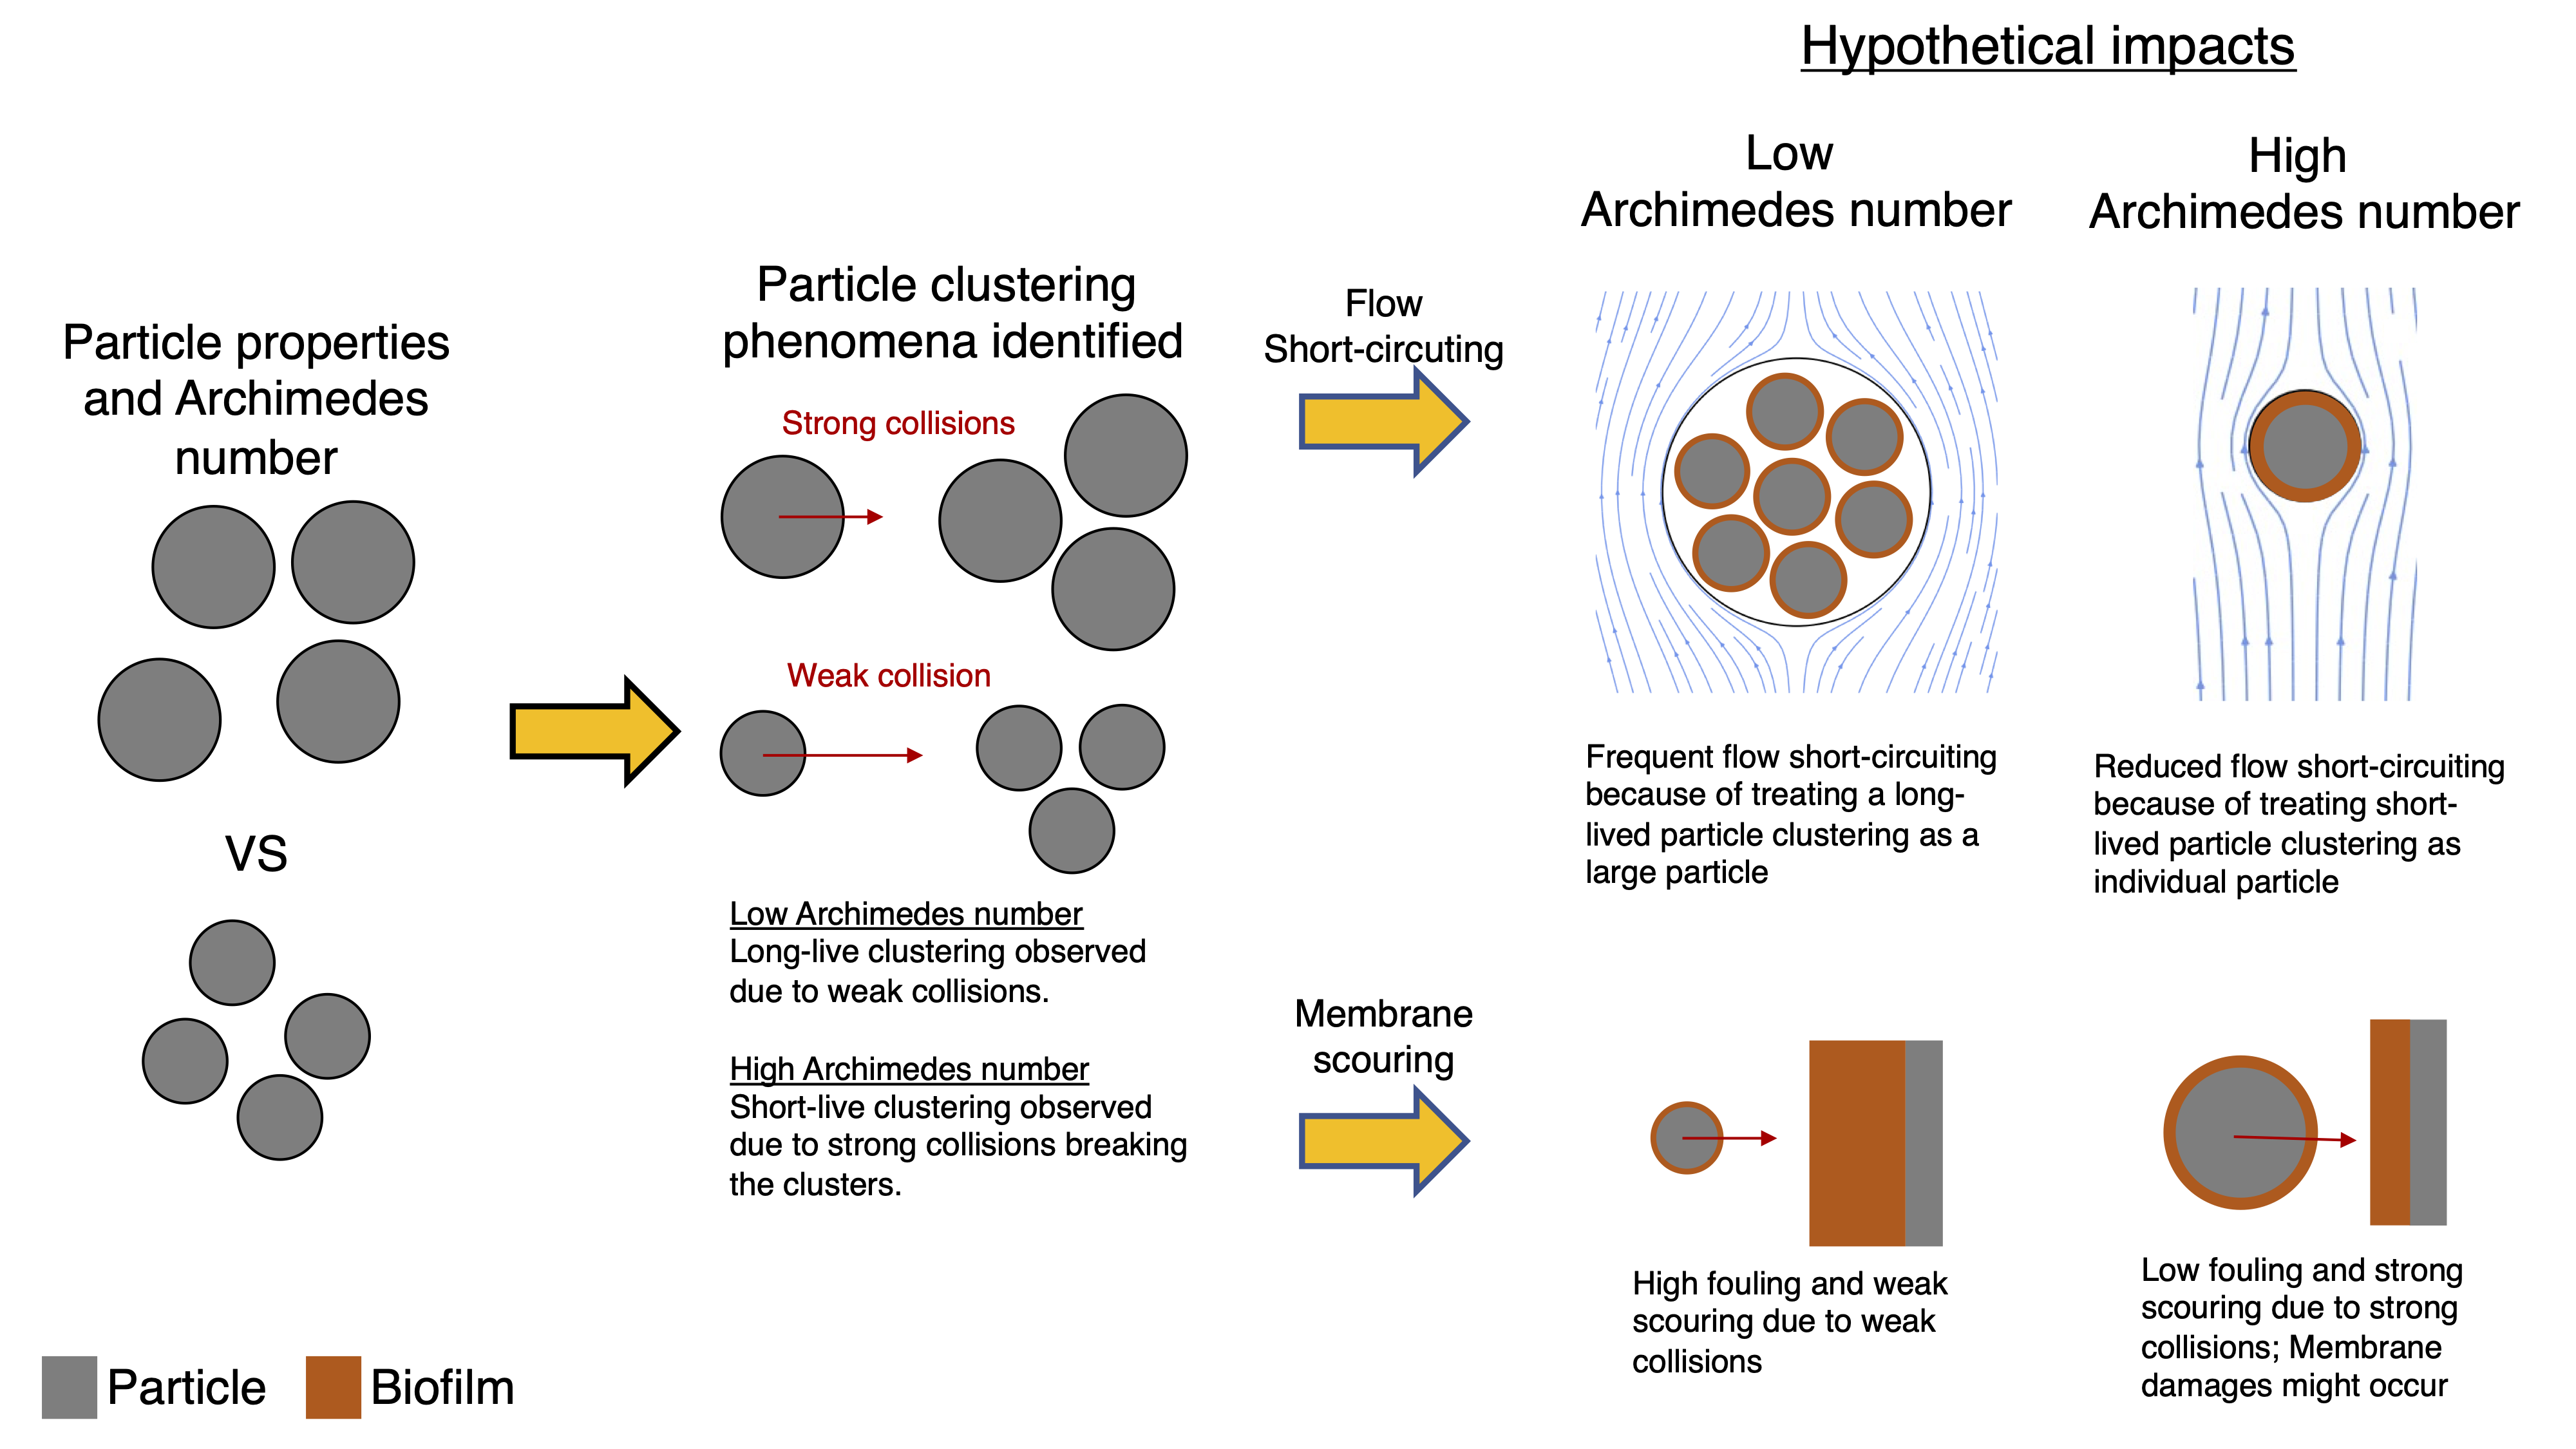 Hypothetical impacts
Particle properties
and Archimedes
number
VS
Particle clustering
phenomena identified
Strong collisions
Weak collision
Low Archimedes number
Long-live clustering observed
due to weak collisions.
High Archimedes number
Short-live clustering observed
due to strong collisions breaking
the clusters.
Flow
Short-circuting
Low
Archimedes number
High
Archimedes number
Frequent flow short-circuiting
because of treating a long-
lived particle clustering as a
large particle
Reduced flow short-circuiting
because of treating short-
lived particle clustering as
individual particle
Membrane
scouring
High fouling and weak
scouring due to weak
collisions
Low fouling and strong
scouring due to strong
collisions; Membrane
damages might occur
Particle
Biofilm